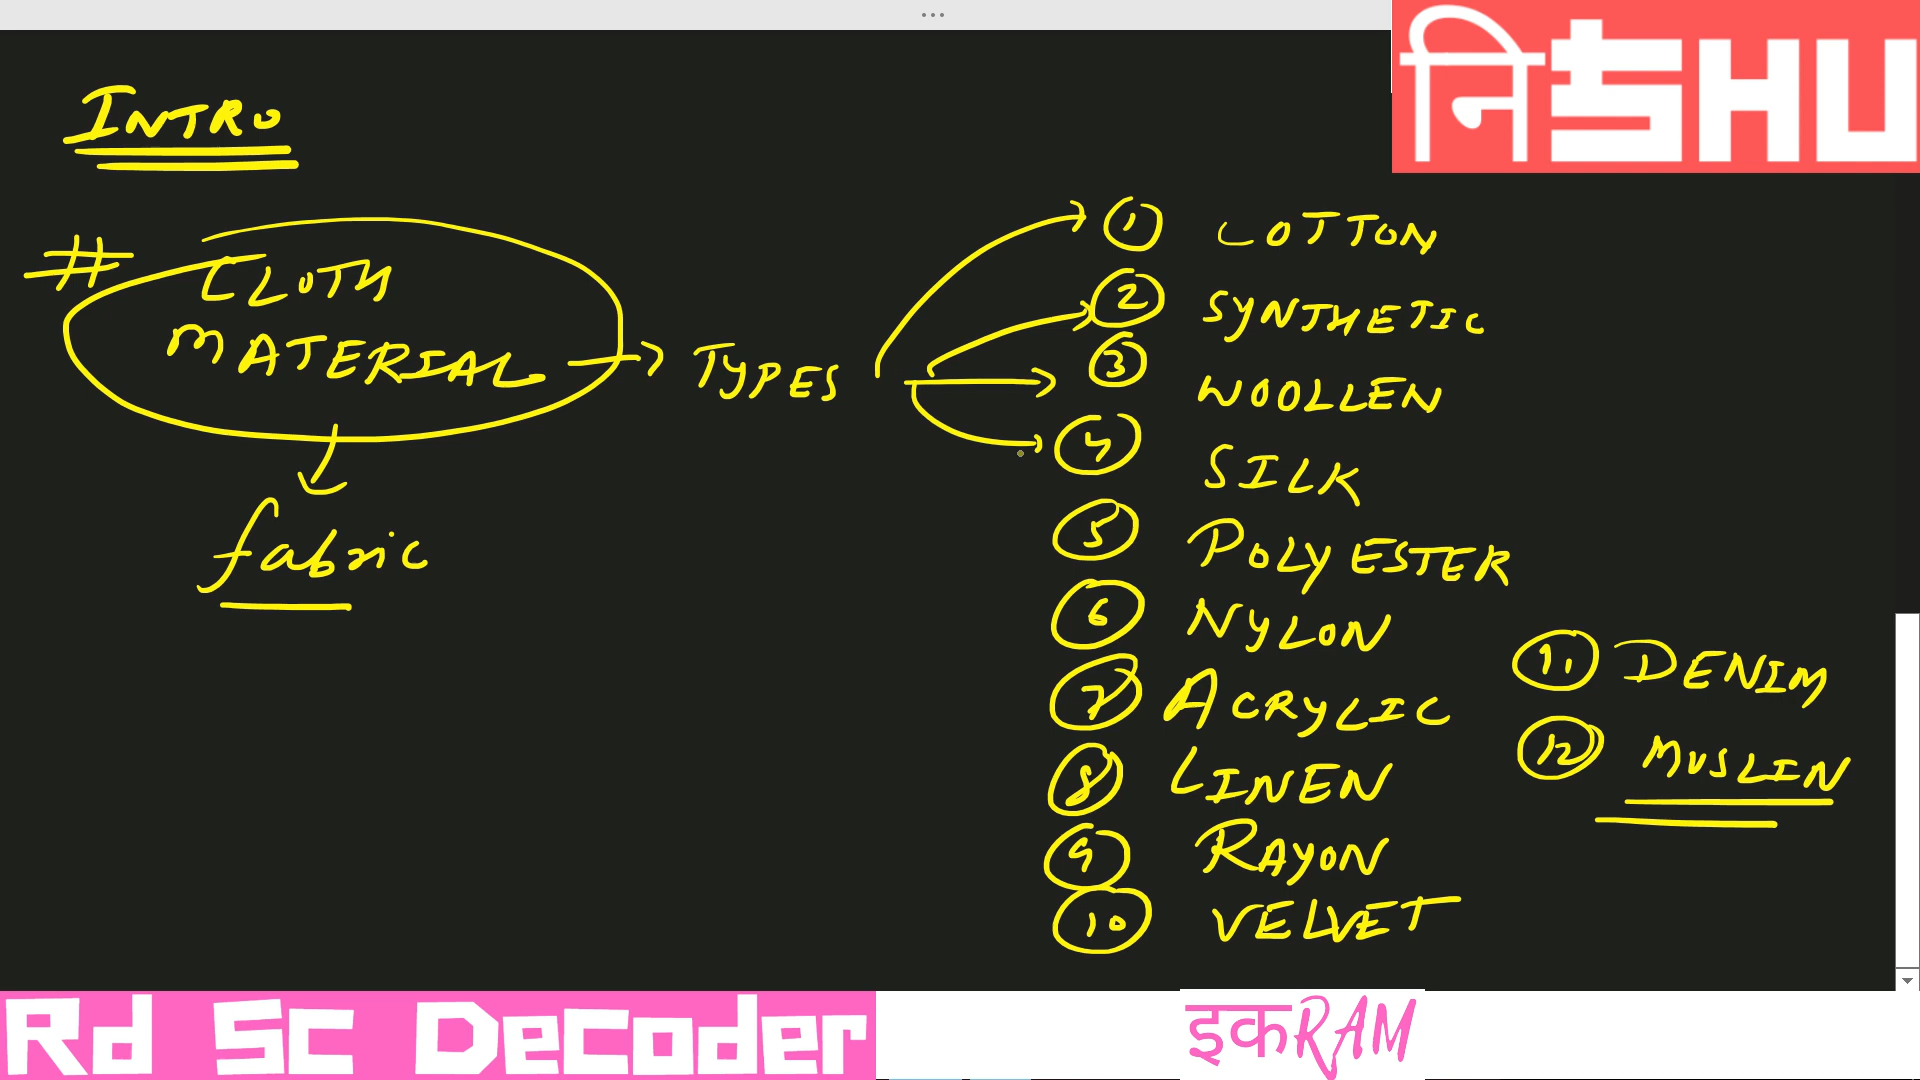 निशHU
INTRO
# CLOTH
MATERIAL → TYPES
fabric
① COTTON
② SYNTHETIC
③ WOOLLEN
④ SILK
⑤ POLYESTER
⑥ NYLON
⑦ ACRYLIC
⑧ LINEN
⑨ RAYON
⑩ VELVET
⑪ DENIM
⑫ MUSLIN
Rd Sc Decoder
इकRAM